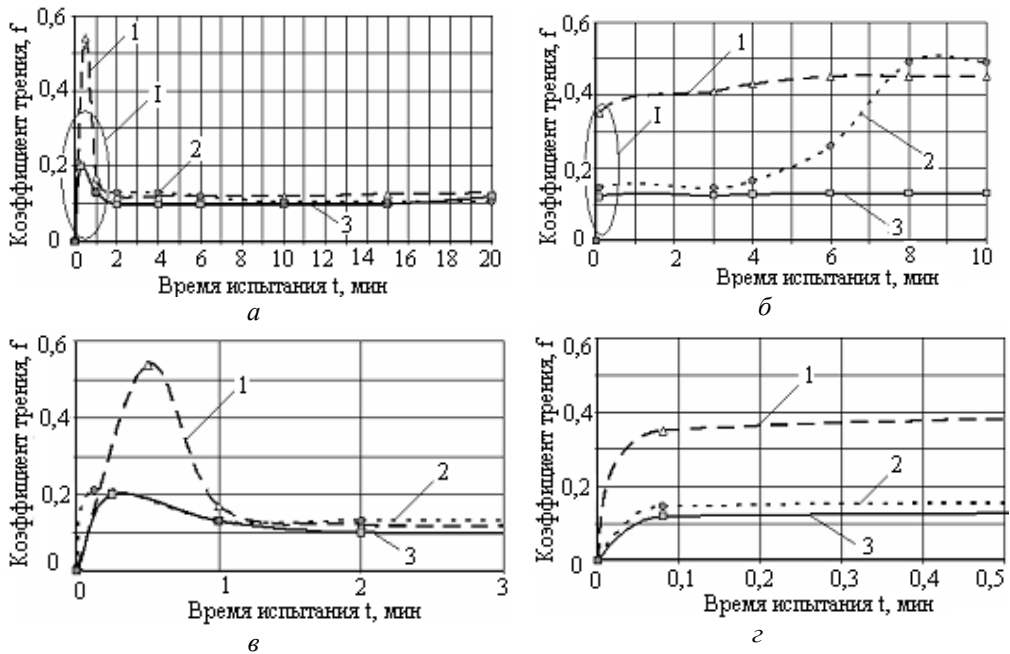 Коэффициент трения, f
0,6
0,4
0,2
0
1
I
2
3
0 2 4 6 8 10 12 14 16 18 20
Время испытания t, мин
а
Коэффициент трения, f
0,6
0,4
0,2
0
1
I
2
3
0 2 4 6 8 10
Время испытания t, мин
б
Коэффициент трения, f
0,6
0,4
0,2
0
1
2
3
0 1 2 3
Время испытания t, мин
в
Коэффициент трения, f
0,6
0,4
0,2
0
1
2
3
0 0,1 0,2 0,3 0,4 0,5
Время испытания t, мин
г